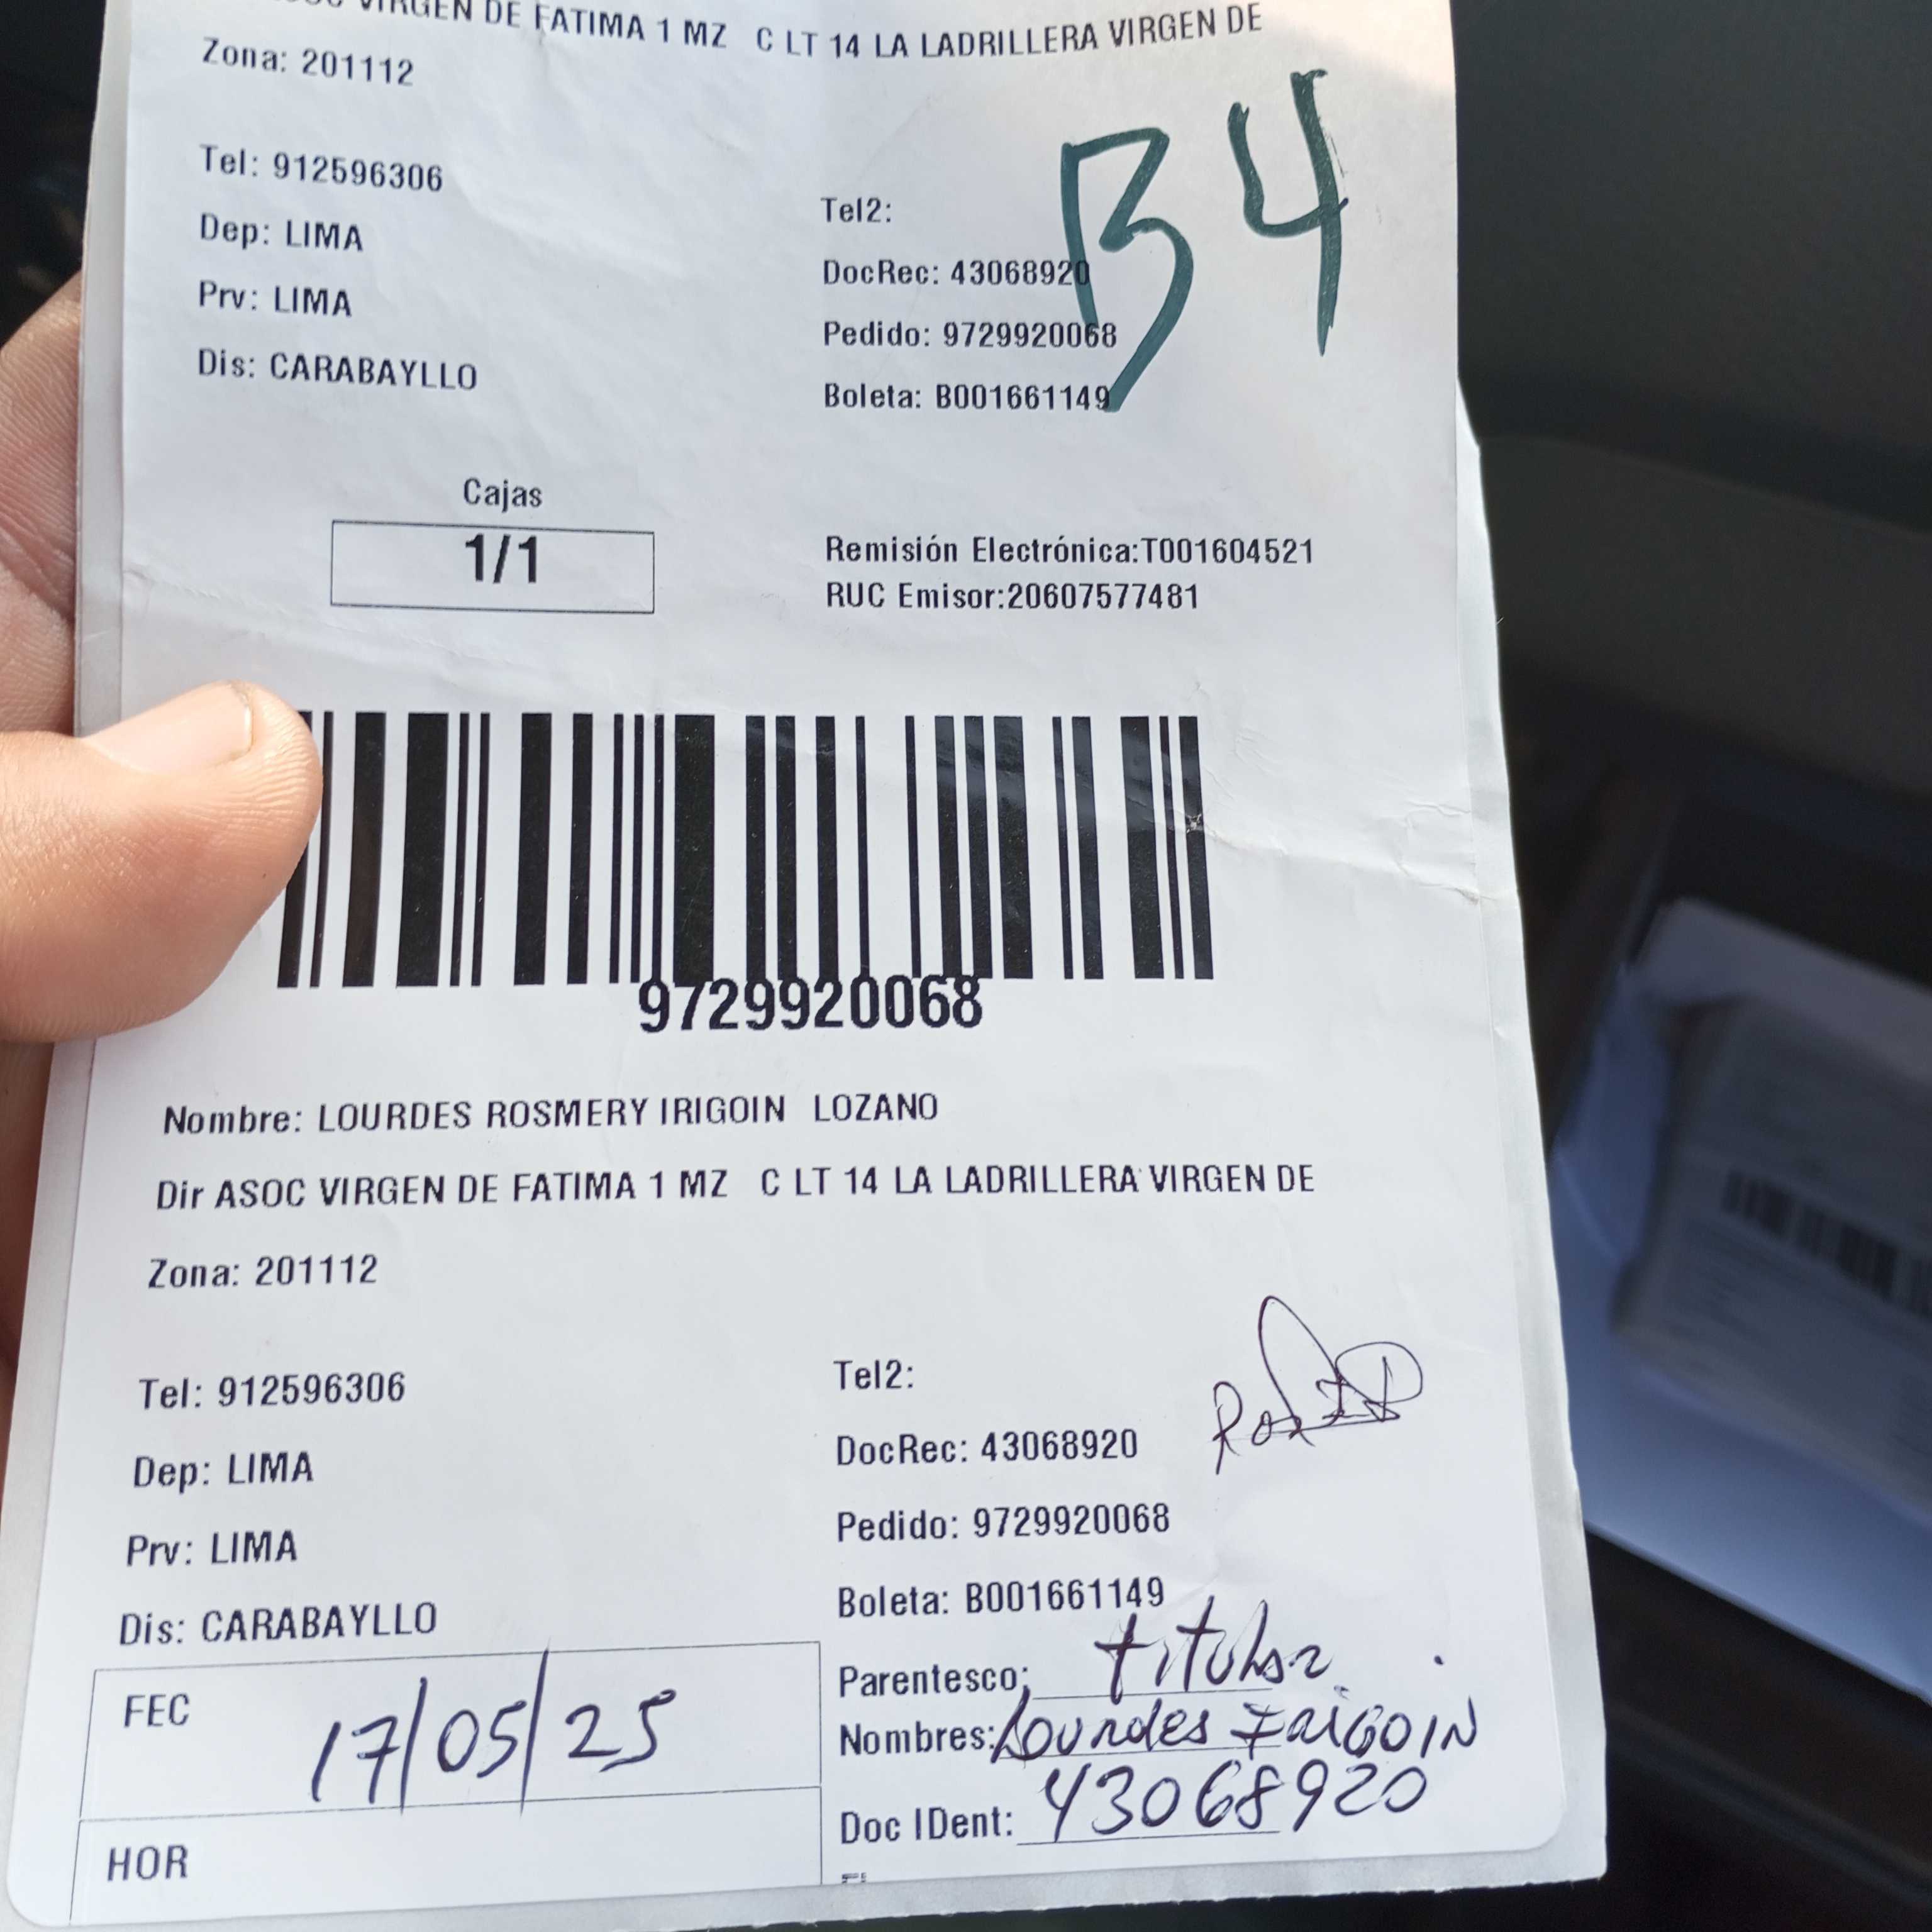 VIRGEN DE FATIMA 1 MZ C LT 14 LA LADRILLERA VIRGEN DE
Zona: 201112
B4
Tel: 912596306
Tel2:
Dep: LIMA
DocRec: 43068920
Prv: LIMA
Pedido: 9729920068
Dis: CARABAYLLO
Boleta: B001661149
Cajas
1/1
Remisión Electrónica:T001604521
RUC Emisor:20607577481
9729920068
Nombre: LOURDES ROSMERY IRIGOIN LOZANO
Dir ASOC VIRGEN DE FATIMA 1 MZ C LT 14 LA LADRILLERA VIRGEN DE
Zona: 201112
Tel: 912596306
Tel2:
Dep: LIMA
DocRec: 43068920
Prv: LIMA
Pedido: 9729920068
Dis: CARABAYLLO
Boleta: B001661149
FEC 17/05/25
Parentesco: titular
Nombres: Lourdes IRIGOIN
Doc IDent: 43068920
HOR